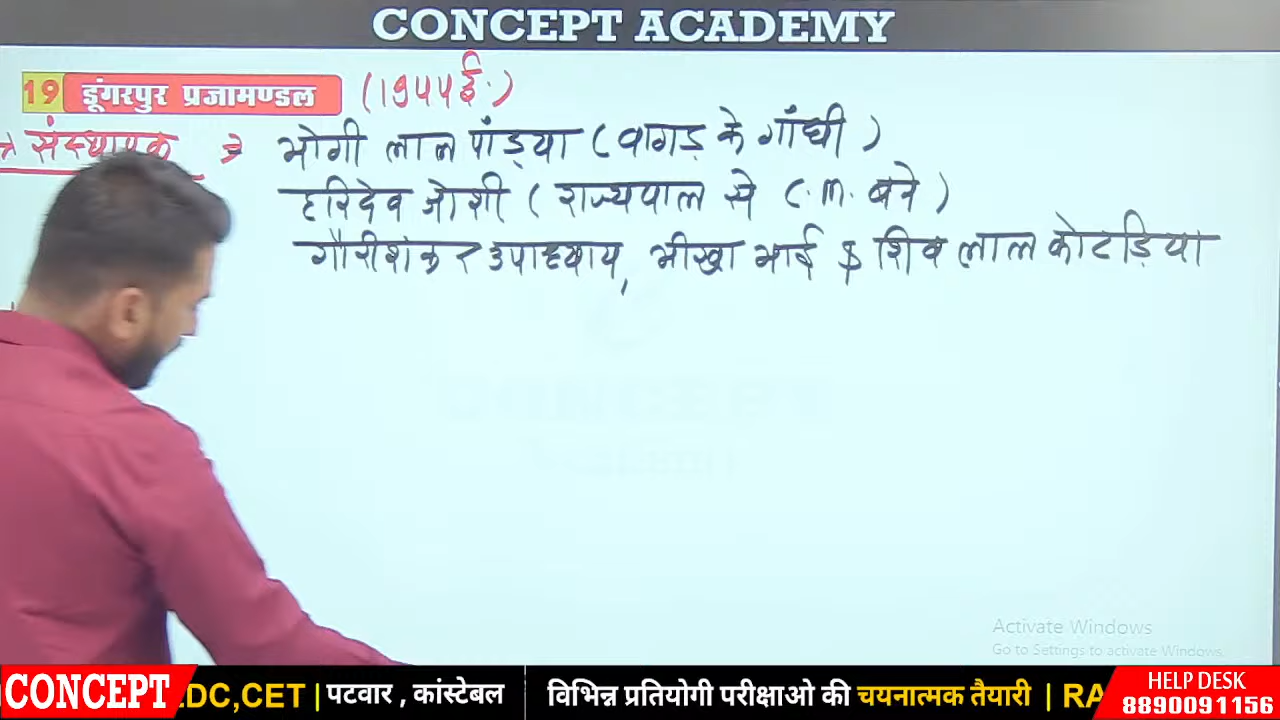 CONCEPT ACADEMY
19 डूंगरपुर प्रजामण्डल (1944ई.)
→ संस्थापक → भोगी लाल पांड्या (वागड़ के गाँधी)
हरिदेव जोशी (राज्यपाल से C.M. बने)
गौरीशंकर उपाध्याय, भीखा भाई & शिव लाल कोटड़िया
CONCEPT
Activate Windows
Go to Settings to activate Windows.
CONCEPT DC,CET | पटवार , कांस्टेबल विभिन्न प्रतियोगी परीक्षाओ की चयनात्मक तैयारी | RA
HELP DESK
8890091156